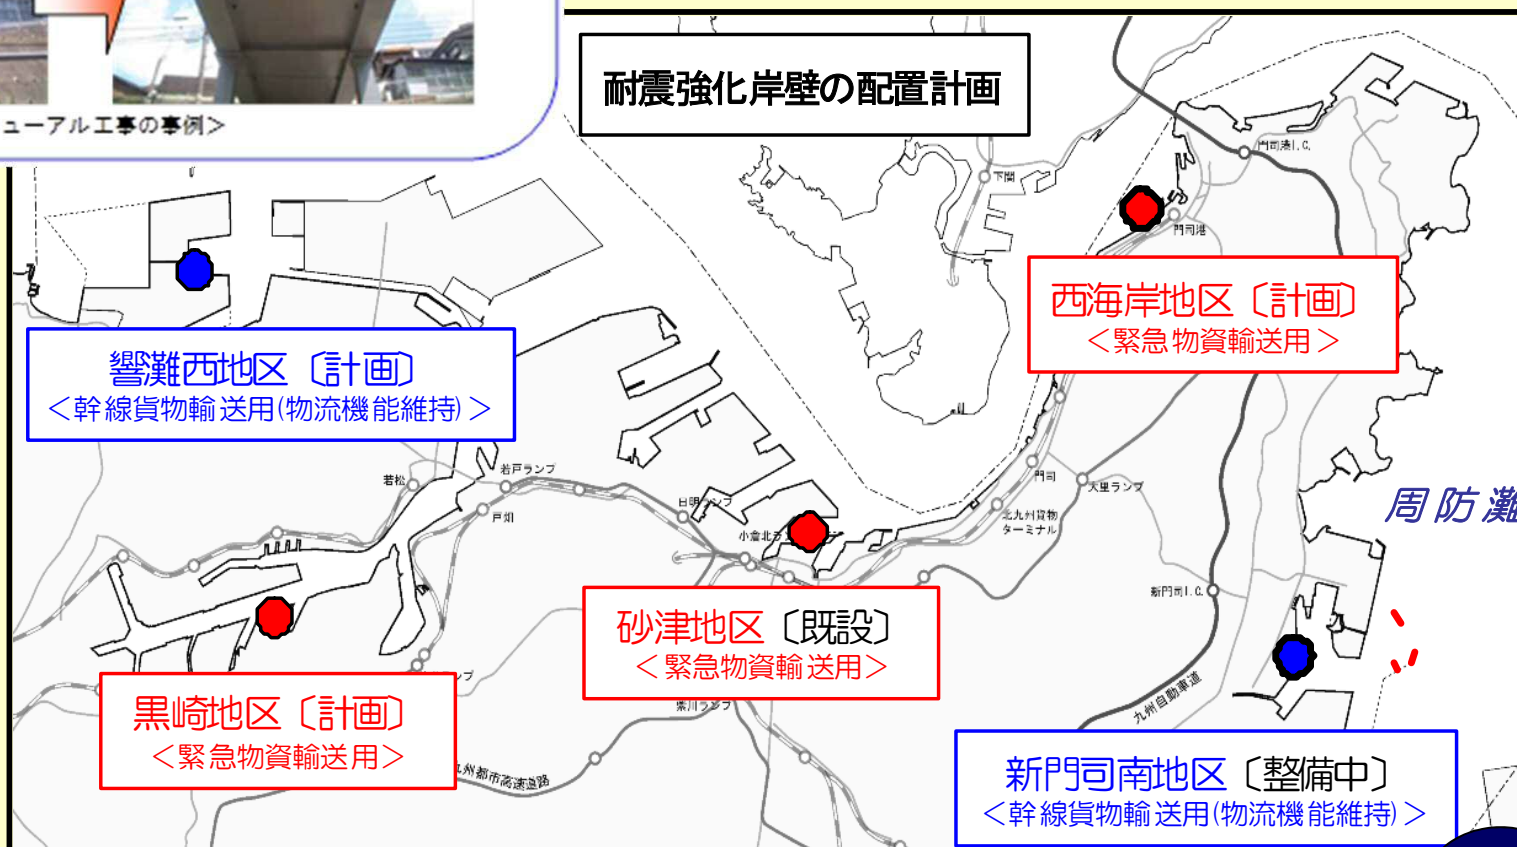 ューアル工事の事例＞
耐震強化岸壁の配置計画
下関
門司港I.C.
門司港
西海岸地区〔計画〕
＜緊急物資輸送用＞
響灘西地区〔計画〕
＜幹線貨物輸送用(物流機能維持)＞
若松
若戸ランプ
戸畑
日明ランプ
小倉北ラン
門司
大里ランプ
北九州貨物
ターミナル
周防灘
新門司I.C.
砂津地区〔既設〕
＜緊急物資輸送用＞
ンプ
紫川ランプ
黒崎地区〔計画〕
＜緊急物資輸送用＞
九州自動車道
九州都市高速道路
新門司南地区〔整備中〕
＜幹線貨物輸送用(物流機能維持)＞